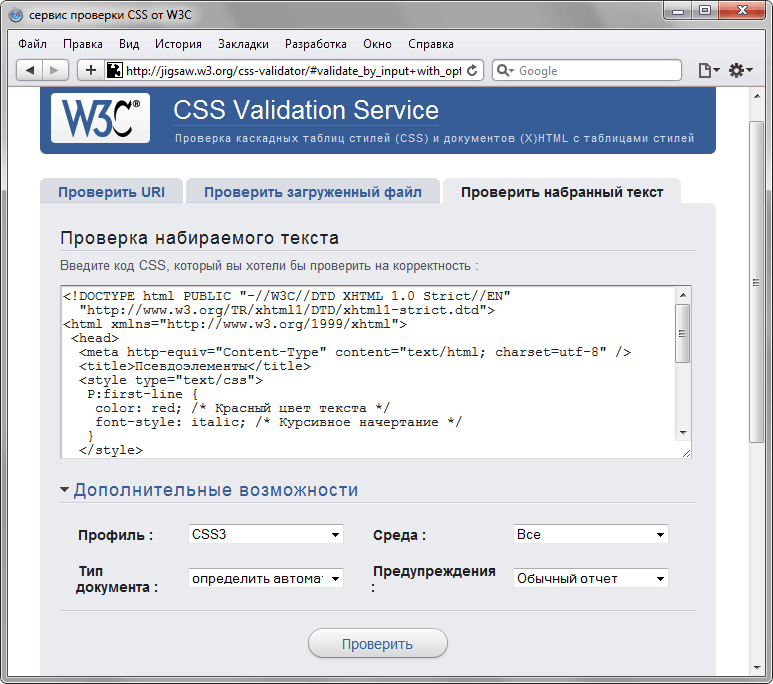 сервис проверки CSS от W3C
Файл Правка Вид История Закладки Разработка Окно Справка
http://jigsaw.w3.org/css-validator/#validate_by_input+with_opt
Google
W3C® CSS Validation Service
Проверка каскадных таблиц стилей (CSS) и документов (X)HTML с таблицами стилей
Проверить URI Проверить загруженный файл Проверить набранный текст
Проверка набираемого текста
Введите код CSS, который вы хотели бы проверить на корректность :
<!DOCTYPE html PUBLIC "-//W3C//DTD XHTML 1.0 Strict//EN"
"http://www.w3.org/TR/xhtml1/DTD/xhtml1-strict.dtd">
<html xmlns="http://www.w3.org/1999/xhtml">
<head>
<meta http-equiv="Content-Type" content="text/html; charset=utf-8" />
<title>Псевдоэлементы</title>
<style type="text/css">
P:first-line {
color: red; /* Красный цвет текста */
font-style: italic; /* Курсивное начертание */
}
</style>
Дополнительные возможности
Профиль : CSS3 Среда : Все
Тип документа : определить автомат Предупреждения : Обычный отчет
Проверить